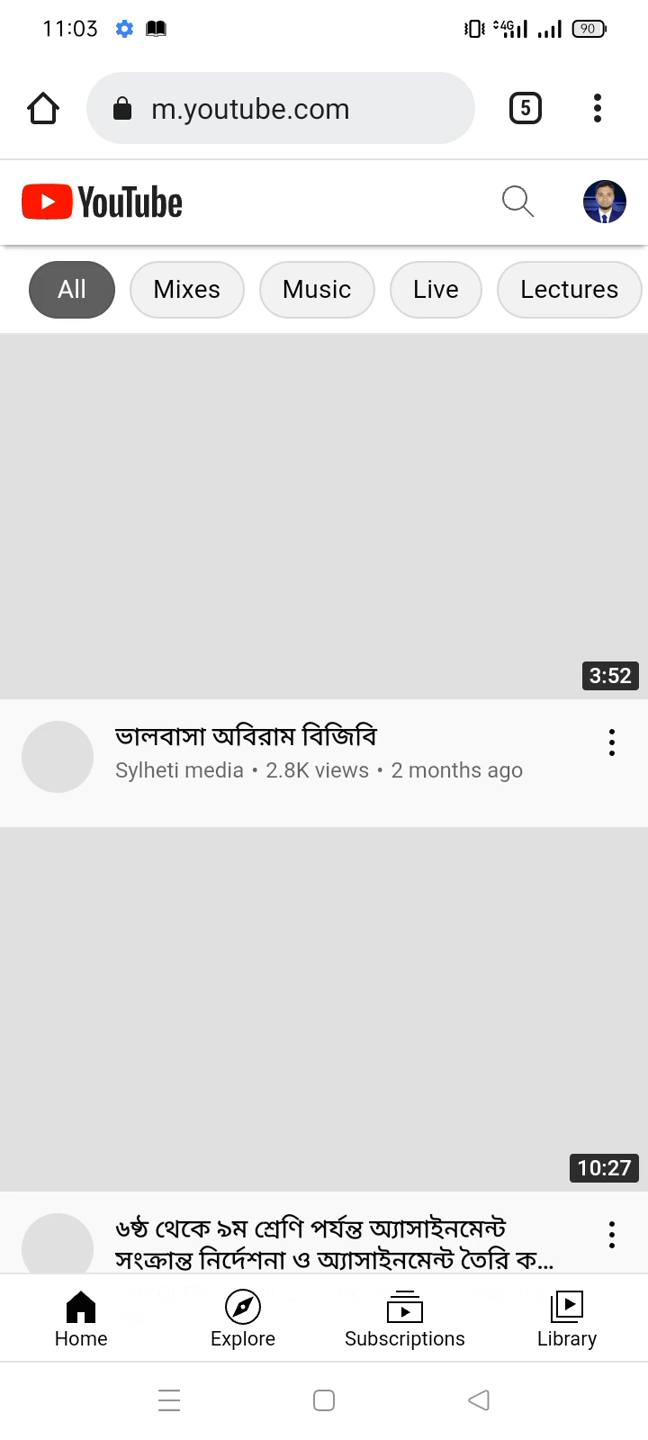 11:03 4G 90
m.youtube.com 5
YouTube
All Mixes Music Live Lectures
3:52
ভালবাসা অবিরাম বিজিবি
Sylheti media • 2.8K views • 2 months ago
10:27
৬ষ্ঠ থেকে ৯ম শ্রেণি পর্যন্ত অ্যাসাইনমেন্ট
সংক্রান্ত নির্দেশনা ও অ্যাসাইনমেন্ট তৈরি ক...
Home Explore Subscriptions Library